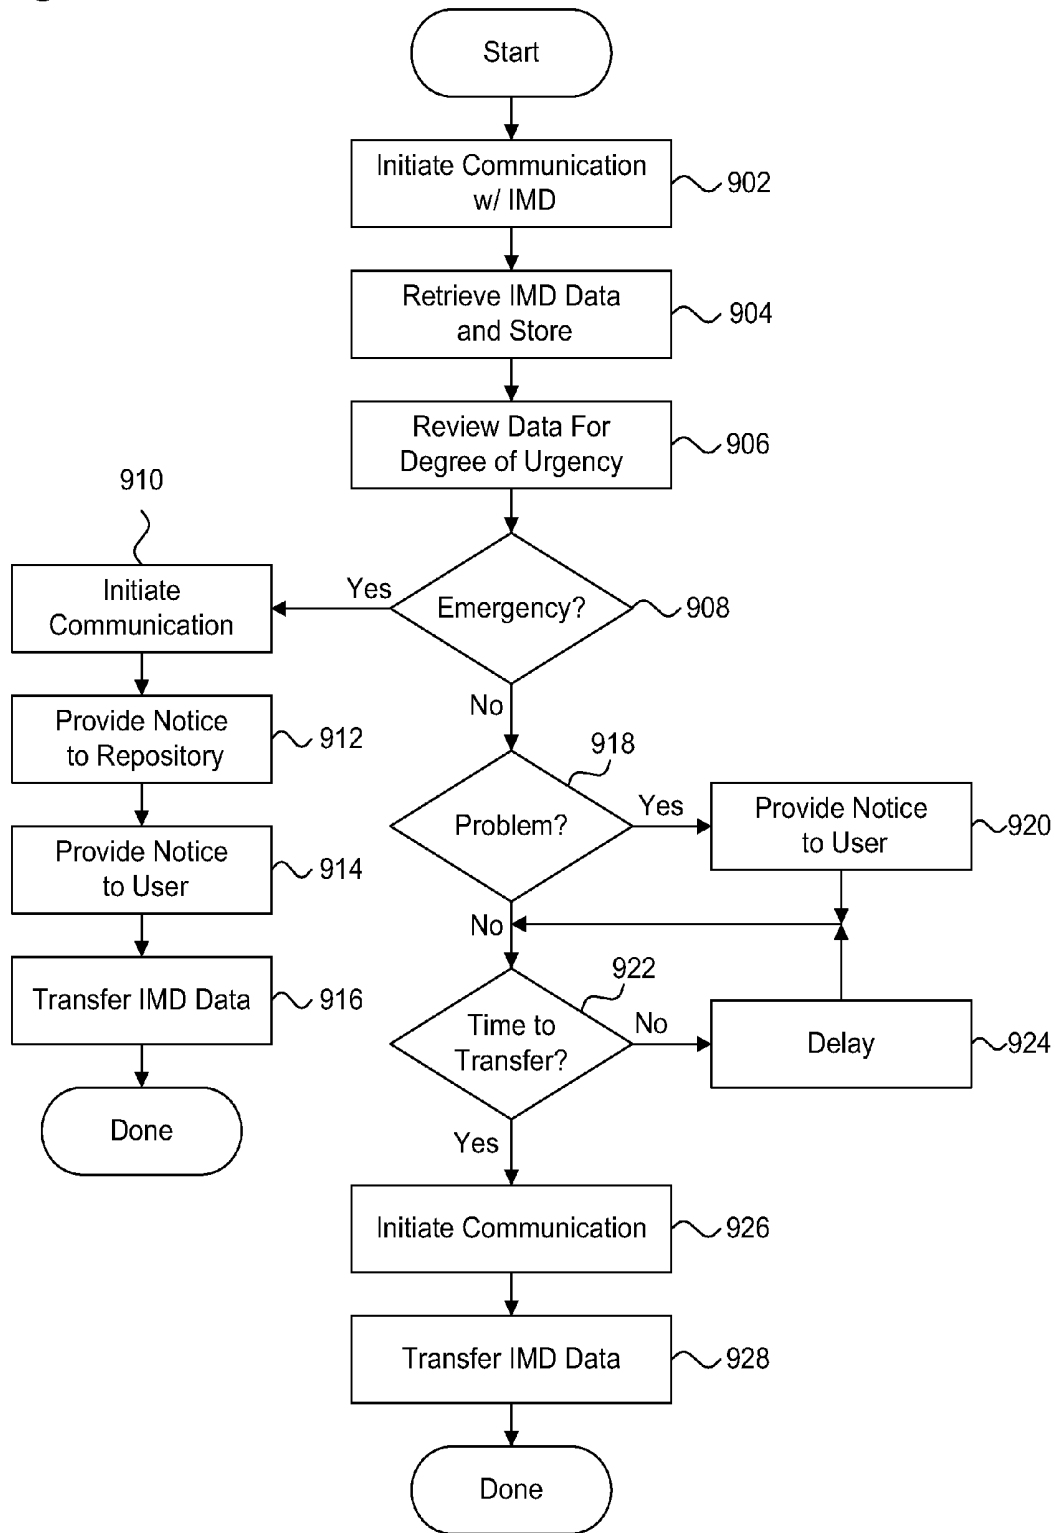 Start
Initiate Communication
w/ IMD
902
Retrieve IMD Data
and Store
904
Review Data For
Degree of Urgency
906
910
Initiate
Communication
Yes
Emergency?
908
No
Provide Notice
to Repository
912
918
Problem?
Yes
Provide Notice
to User
920
Provide Notice
to User
914
No
922
Transfer IMD Data
916
Time to
Transfer?
No
Delay
924
Done
Yes
Initiate Communication
926
Transfer IMD Data
928
Done